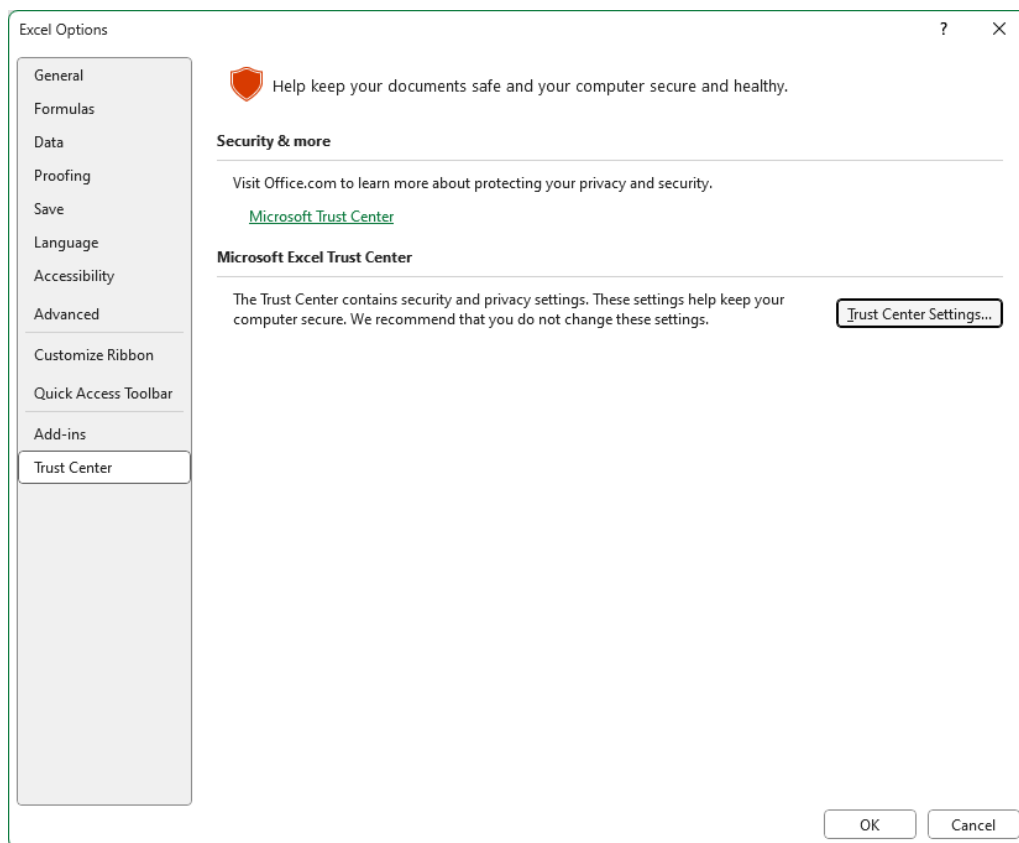 Excel Options
?
General
Formulas
Data
Proofing
Save
Language
Accessibility
Advanced
Customize Ribbon
Quick Access Toolbar
Add-ins
Trust Center
Help keep your documents safe and your computer secure and healthy.
Security & more
Visit Office.com to learn more about protecting your privacy and security.
Microsoft Trust Center
Microsoft Excel Trust Center
The Trust Center contains security and privacy settings. These settings help keep your
computer secure. We recommend that you do not change these settings.
Trust Center Settings...
OK
Cancel